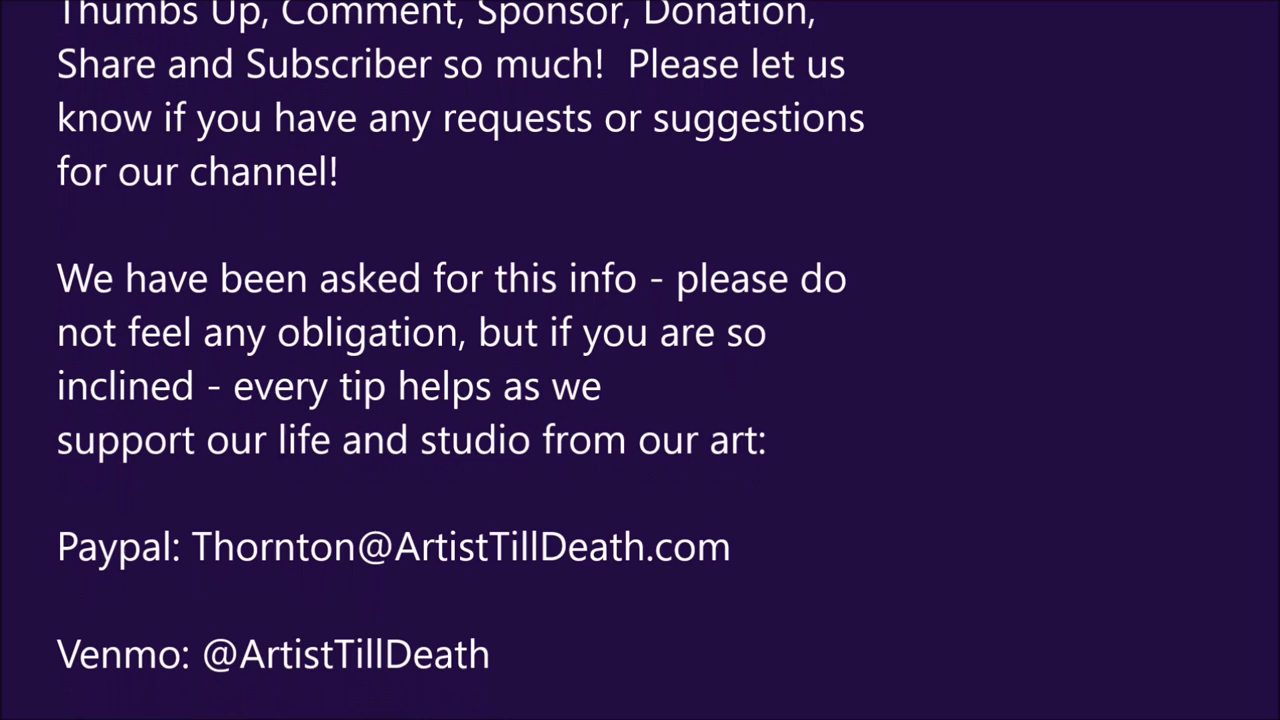 Thumbs Up, Comment, Sponsor, Donation,
Share and Subscriber so much!  Please let us
know if you have any requests or suggestions
for our channel!
We have been asked for this info - please do
not feel any obligation, but if you are so
inclined - every tip helps as we
support our life and studio from our art:
Paypal: Thornton@ArtistTillDeath.com
Venmo: @ArtistTillDeath